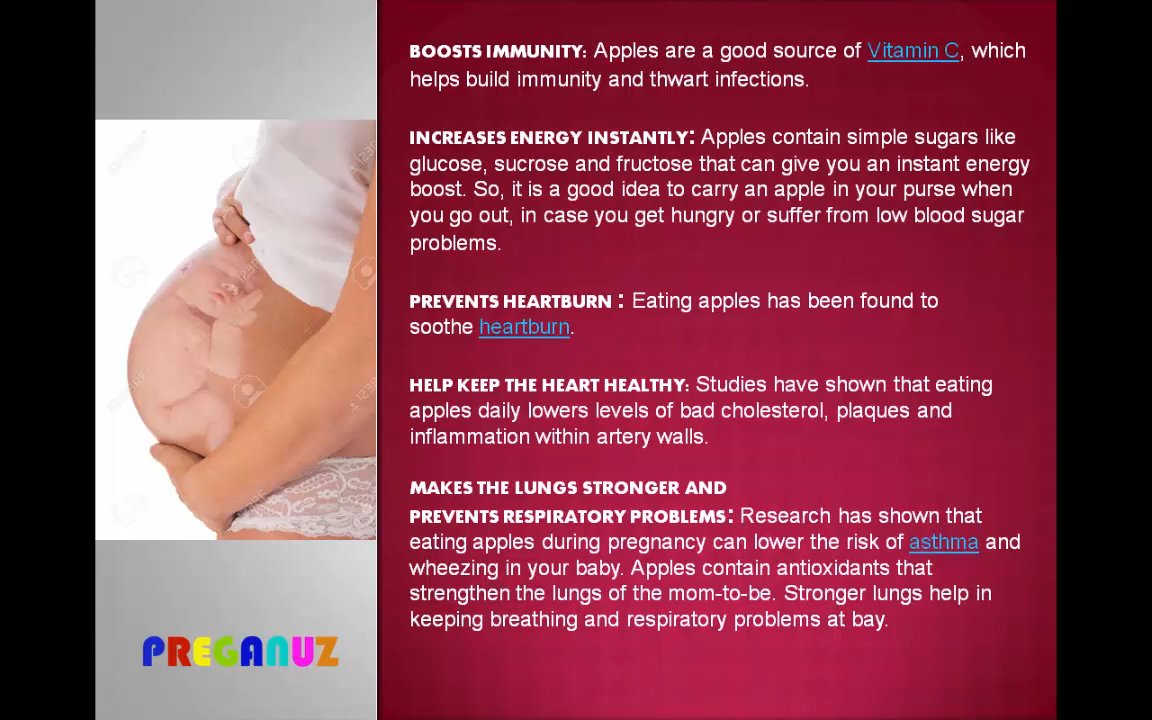 BOOSTS IMMUNITY: Apples are a good source of Vitamin C, which
helps build immunity and thwart infections.
INCREASES ENERGY INSTANTLY: Apples contain simple sugars like
glucose, sucrose and fructose that can give you an instant energy
boost. So, it is a good idea to carry an apple in your purse when
you go out, in case you get hungry or suffer from low blood sugar
problems.
PREVENTS HEARTBURN : Eating apples has been found to
soothe heartburn.
HELP KEEP THE HEART HEALTHY: Studies have shown that eating
apples daily lowers levels of bad cholesterol, plaques and
inflammation within artery walls.
MAKES THE LUNGS STRONGER AND
PREVENTS RESPIRATORY PROBLEMS: Research has shown that
eating apples during pregnancy can lower the risk of asthma and
wheezing in your baby. Apples contain antioxidants that
strengthen the lungs of the mom-to-be. Stronger lungs help in
keeping breathing and respiratory problems at bay.
PREGANUZ